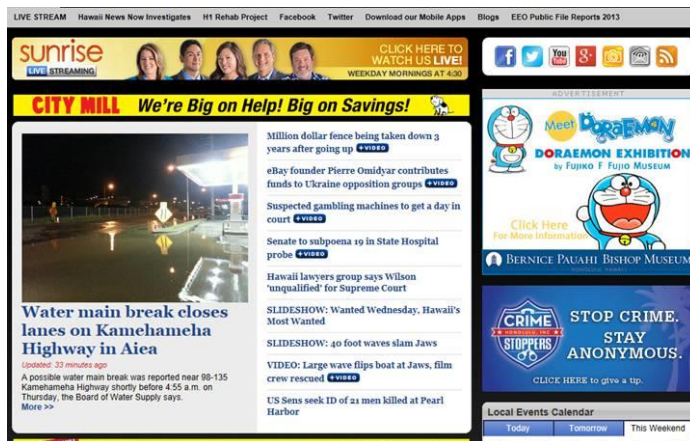 LIVE STREAM Hawaii News Now Investigates H1 Rehab Project Facebook Twitter Download our Mobile Apps Blogs EEO Public File Reports 2013
sunrise
LIVE STREAMING
CLICK HERE TO
WATCH US LIVE!
WEEKDAY MORNINGS AT 4:30
CITY MILL We're Big on Help! Big on Savings!
Water main break closes
lanes on Kamehameha
Highway in Aiea
Updated: 33 minutes ago
A possible water main break was reported near 98-135
Kamehameha Highway shortly before 4:55 a.m. on
Thursday, the Board of Water Supply says.
More >>
Million dollar fence being taken down 3
years after going up +VIDEO
eBay founder Pierre Omidyar contributes
funds to Ukraine opposition groups +VIDEO
Suspected gambling machines to get a day in
court +VIDEO
Senate to subpoena 19 in State Hospital
probe +VIDEO
Hawaii lawyers group says Wilson
'unqualified' for Supreme Court
SLIDESHOW: Wanted Wednesday, Hawaii's
Most Wanted
SLIDESHOW: 40 foot waves slam Jaws
VIDEO: Large wave flips boat at Jaws, film
crew rescued +VIDEO
US Sens seek ID of 21 men killed at Pearl
Harbor
You
Tube
ADVERTISEMENT
Meet DORAEMON
DORAEMON EXHIBITION
BY FUJIKO F FUJIO MUSEUM
Click Here
For More Information
BERNICE PAUAHI BISHOP MUSEUM
HONOLULU, HAWAI'I
CRIME
HONOLULU, INC
STOPPERS
STOP CRIME.
STAY
ANONYMOUS.
CLICK HERE to give a tip.
Local Events Calendar
Today Tomorrow This Weekend